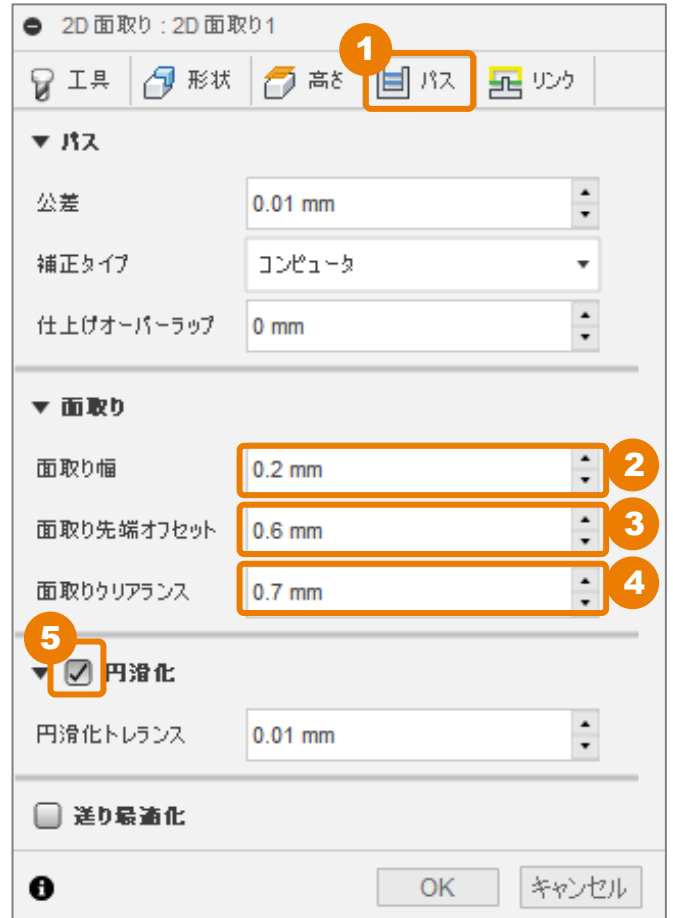 2D 面取り : 2D 面取り1
1
工具 形状 高さ パス リンク
パス
公差 0.01 mm
補正タイプ コンピュータ
仕上げオーバーラップ 0 mm
面取り
面取り幅 0.2 mm 2
面取り先端オフセット 0.6 mm 3
面取りクリアランス 0.7 mm 4
5
円滑化
円滑化トレランス 0.01 mm
送り最適化
OK キャンセル